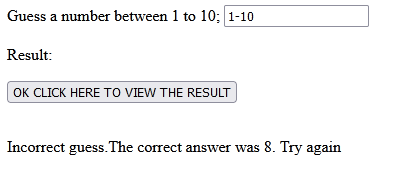 Guess a number between 1 to 10; 1-10
Result:
OK CLICK HERE TO VIEW THE RESULT
Incorrect guess.The correct answer was 8. Try again